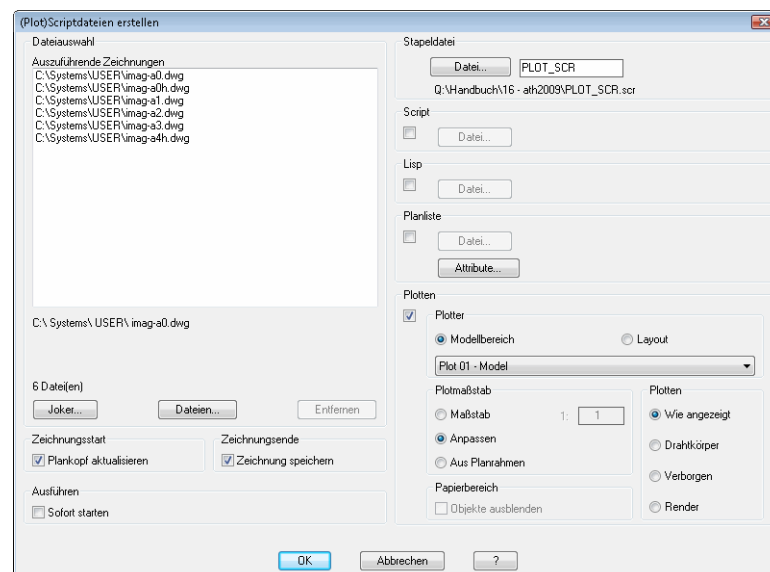 (Plot)Scriptdateien erstellen
Dateiauswahl
Auszuführende Zeichnungen
C:\Systems\USER\imag-a0.dwg
C:\Systems\USER\imag-a0h.dwg
C:\Systems\USER\imag-a1.dwg
C:\Systems\USER\imag-a2.dwg
C:\Systems\USER\imag-a3.dwg
C:\Systems\USER\imag-a4h.dwg
C:\ Systems\ USER\ imag-a0.dwg
6 Datei(en)
Joker...
Dateien...
Entfernen
Zeichnungsstart
Plankopf aktualisieren
Zeichnungsende
Zeichnung speichern
Ausführen
Sofort starten
Stapeldatei
Datei...
PLOT_SCR
Q:\Handbuch\16 - ath2009\PLOT_SCR.scr
Script
Datei...
Lisp
Datei...
Planliste
Datei...
Attribute...
Plotten
Plotter
Modellbereich
Layout
Plot 01 - Model
Plotmaßstab
Maßstab
1:
1
Anpassen
Aus Planrahmen
Papierbereich
Objekte ausblenden
Plotten
Wie angezeigt
Drahtkörper
Verborgen
Render
OK
Abbrechen
?